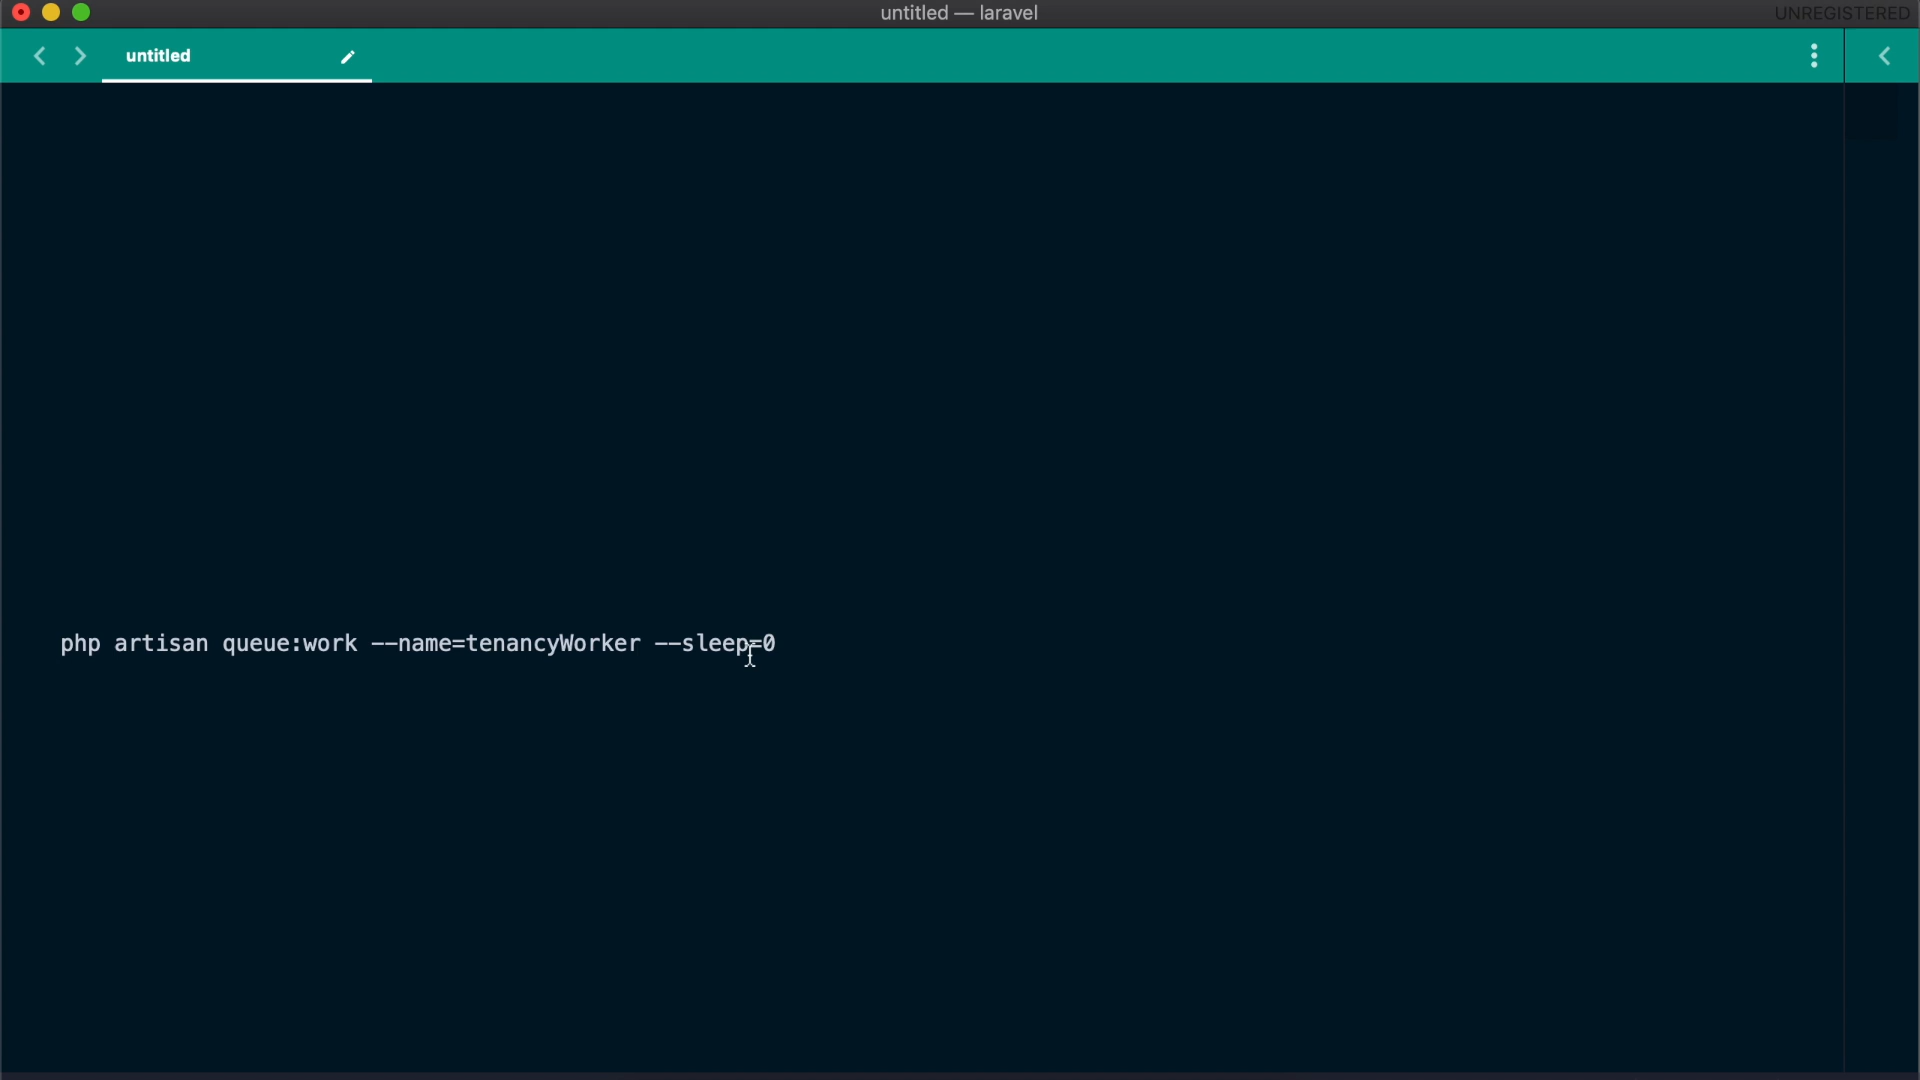 untitled — laravel
UNREGISTERED
untitled
php artisan queue:work --name=tenancyWorker --sleep=0